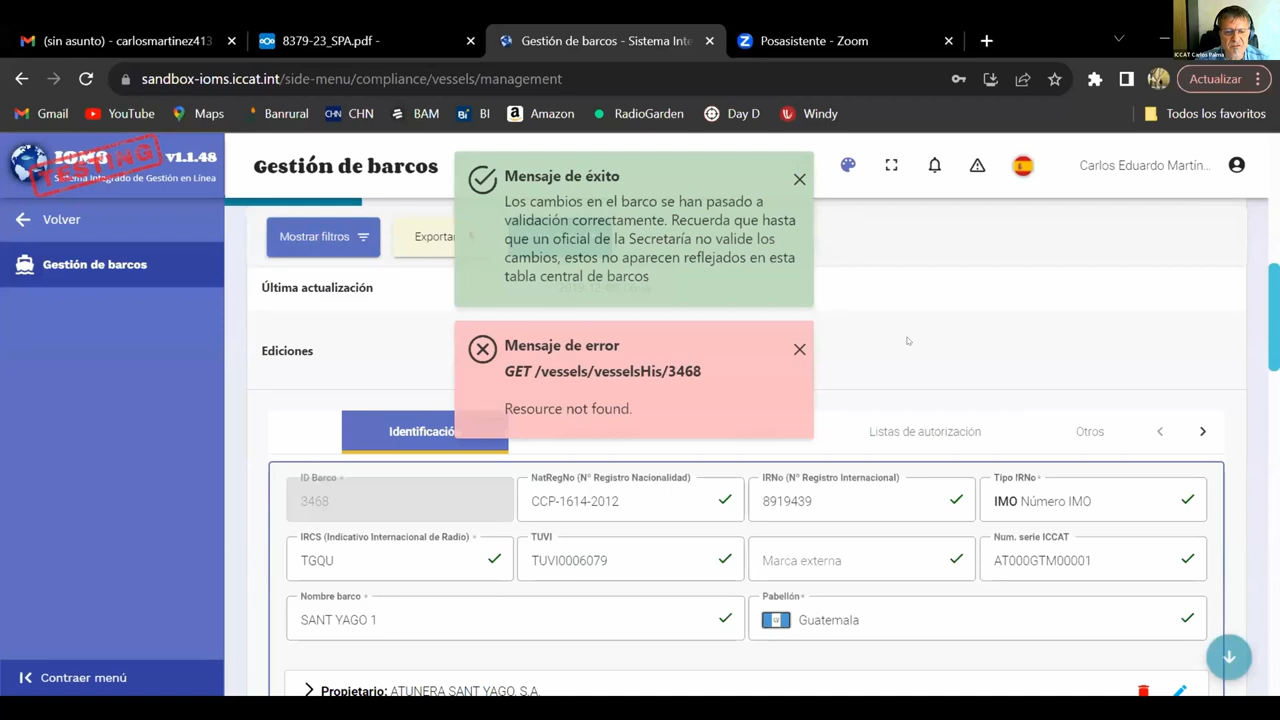 (sin asunto) - carlosmartinez413
8379-23_SPA.pdf -
Gestión de barcos - Sistema Inte
Posasistente - Zoom
ICCAT Carlos Palma
sandbox-ioms.iccat.int/side-menu/compliance/vessels/management
Actualizar
Gmail
YouTube
Maps
Banrural
CHN CHN
BAM
Bi BI
Amazon
RadioGarden
Day D
Windy
Todos los favoritos
IOMS v1.1.48
Sistema Integrado de Gestión en Línea
TESTING
Gestión de barcos
Carlos Eduardo Martín...
Volver
Gestión de barcos
Mostrar filtros
Exportar
Mensaje de éxito
Los cambios en el barco se han pasado a
validación correctamente. Recuerda que hasta
que un oficial de la Secretaría no valide los
cambios, estos no aparecen reflejados en esta
tabla central de barcos
Última actualización
Ediciones
Mensaje de error
GET /vessels/vesselsHis/3468
Resource not found.
Identificació
Listas de autorización
Otros
ID Barco *
3468
NatRegNo (Nº Registro Nacionalidad)
CCP-1614-2012
IRNo (Nº Registro Internacional)
8919439
Tipo IRNo*
IMO Número IMO
IRCS (Indicativo Internacional de Radio) *
TGQU
TUVI
TUVI0006079
Marca externa
Num. serie ICCAT
AT000GTM00001
Nombre barco *
SANT YAGO 1
Pabellón*
Guatemala
Propietario: ATUNERA SANT YAGO, S.A.
Contraer menú